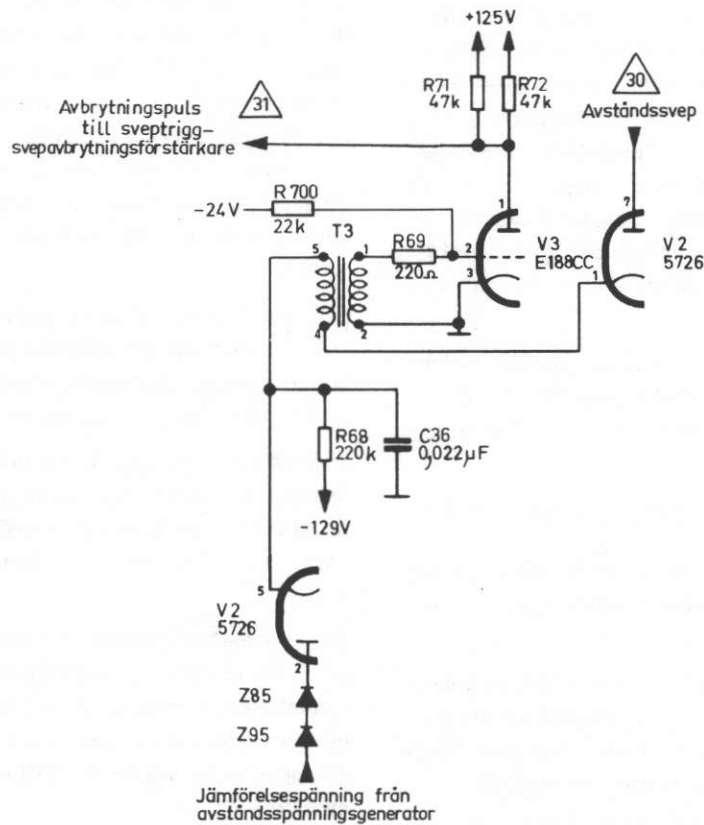 +125V
R71
47k
R72
47k
31
30
Avbrytningspuls
till sveptrigg-
svepavbrytningsförstärkare
Avståndssvep
R700
22k
-24V
T3
R69
220Ω
1
7
5
1
2
3
1
4
2
V3
E188CC
V2
5726
R68
220k
C36
0,022µF
-129V
5
V2
5726
2
Z85
Z95
Jämförelsespänning från
avståndsspänningsgenerator